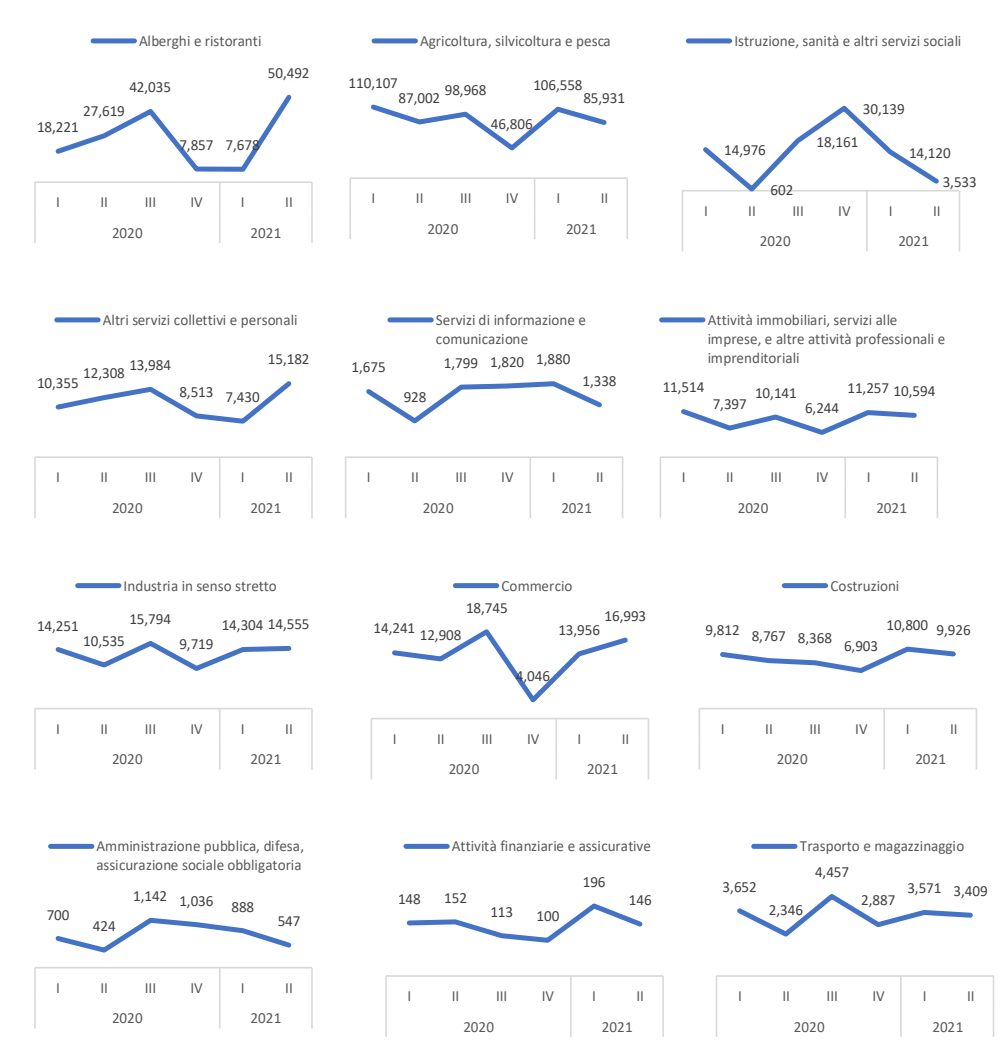 Alberghi e ristoranti
18,221 27,619 42,035 7,857 7,678 50,492
I II III IV I II
2020 2021
Agricoltura, silvicoltura e pesca
110,107 87,002 98,968 46,806 106,558 85,931
I II III IV I II
2020 2021
Istruzione, sanità e altri servizi sociali
14,976 602 18,161 30,139 14,120 3,533
I II III IV I II
2020 2021
Altri servizi collettivi e personali
10,355 12,308 13,984 8,513 7,430 15,182
I II III IV I II
2020 2021
Servizi di informazione e
comunicazione
1,675 928 1,799 1,820 1,880 1,338
I II III IV I II
2020 2021
Attività immobiliari, servizi alle
imprese, e altre attività professionali e
imprenditoriali
11,514 7,397 10,141 6,244 11,257 10,594
I II III IV I II
2020 2021
Industria in senso stretto
14,251 10,535 15,794 9,719 14,304 14,555
I II III IV I II
2020 2021
Commercio
14,241 12,908 18,745 4,046 13,956 16,993
I II III IV I II
2020 2021
Costruzioni
9,812 8,767 8,368 6,903 10,800 9,926
I II III IV I II
2020 2021
Amministrazione pubblica, difesa,
assicurazione sociale obbligatoria
700 424 1,142 1,036 888 547
I II III IV I II
2020 2021
Attività finanziarie e assicurative
148 152 113 100 196 146
I II III IV I II
2020 2021
Trasporto e magazzinaggio
3,652 2,346 4,457 2,887 3,571 3,409
I II III IV I II
2020 2021